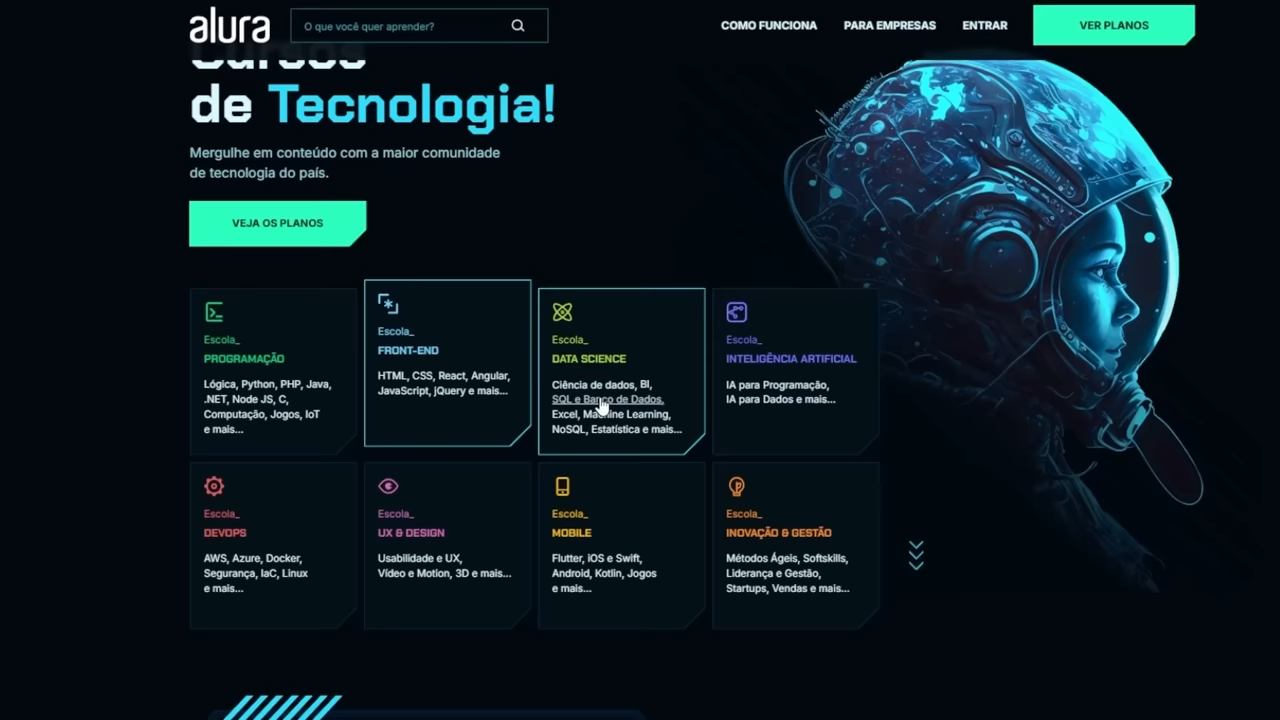 alura
O que você quer aprender?
COMO FUNCIONA
PARA EMPRESAS
ENTRAR
VER PLANOS
Cursos
de Tecnologia!
Mergulhe em conteúdo com a maior comunidade
de tecnologia do país.
VEJA OS PLANOS
Escola_
PROGRAMAÇÃO
Lógica, Python, PHP, Java,
.NET, Node JS, C,
Computação, Jogos, IoT
e mais...
Escola_
FRONT-END
HTML, CSS, React, Angular,
JavaScript, jQuery e mais...
Escola_
DATA SCIENCE
Ciência de dados, BI,
SQL e Banco de Dados,
Excel, Machine Learning,
NoSQL, Estatística e mais...
Escola_
INTELIGÊNCIA ARTIFICIAL
IA para Programação,
IA para Dados e mais...
Escola_
DEVOPS
AWS, Azure, Docker,
Segurança, IaC, Linux
e mais...
Escola_
UX & DESIGN
Usabilidade e UX,
Vídeo e Motion, 3D e mais...
Escola_
MOBILE
Flutter, iOS e Swift,
Android, Kotlin, Jogos
e mais...
Escola_
INOVAÇÃO & GESTÃO
Métodos Ágeis, Softskills,
Liderança e Gestão,
Startups, Vendas e mais...